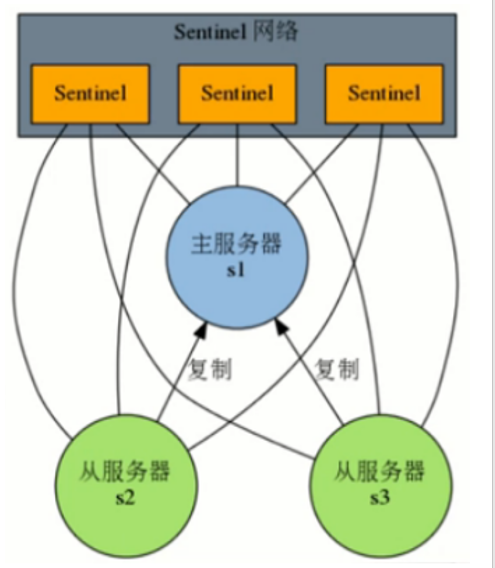 Sentinel 网络
Sentinel
Sentinel
Sentinel
主服务器
s1
复制
复制
从服务器
s2
从服务器
s3